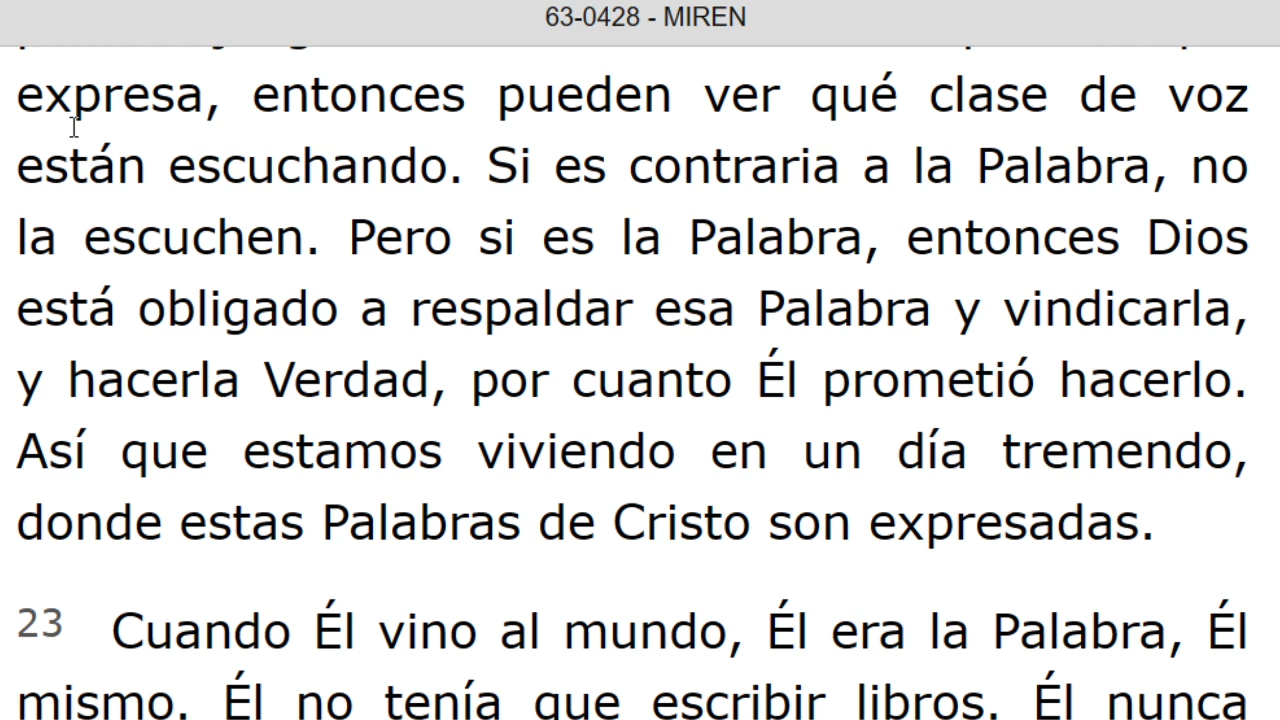 63-0428 - MIREN
expresa, entonces pueden ver qué clase de voz
están escuchando. Si es contraria a la Palabra, no
la escuchen. Pero si es la Palabra, entonces Dios
está obligado a respaldar esa Palabra y vindicarla,
y hacerla Verdad, por cuanto Él prometió hacerlo.
Así que estamos viviendo en un día tremendo,
donde estas Palabras de Cristo son expresadas.
23 Cuando Él vino al mundo, Él era la Palabra, Él
mismo. Él no tenía que escribir libros. Él nunca